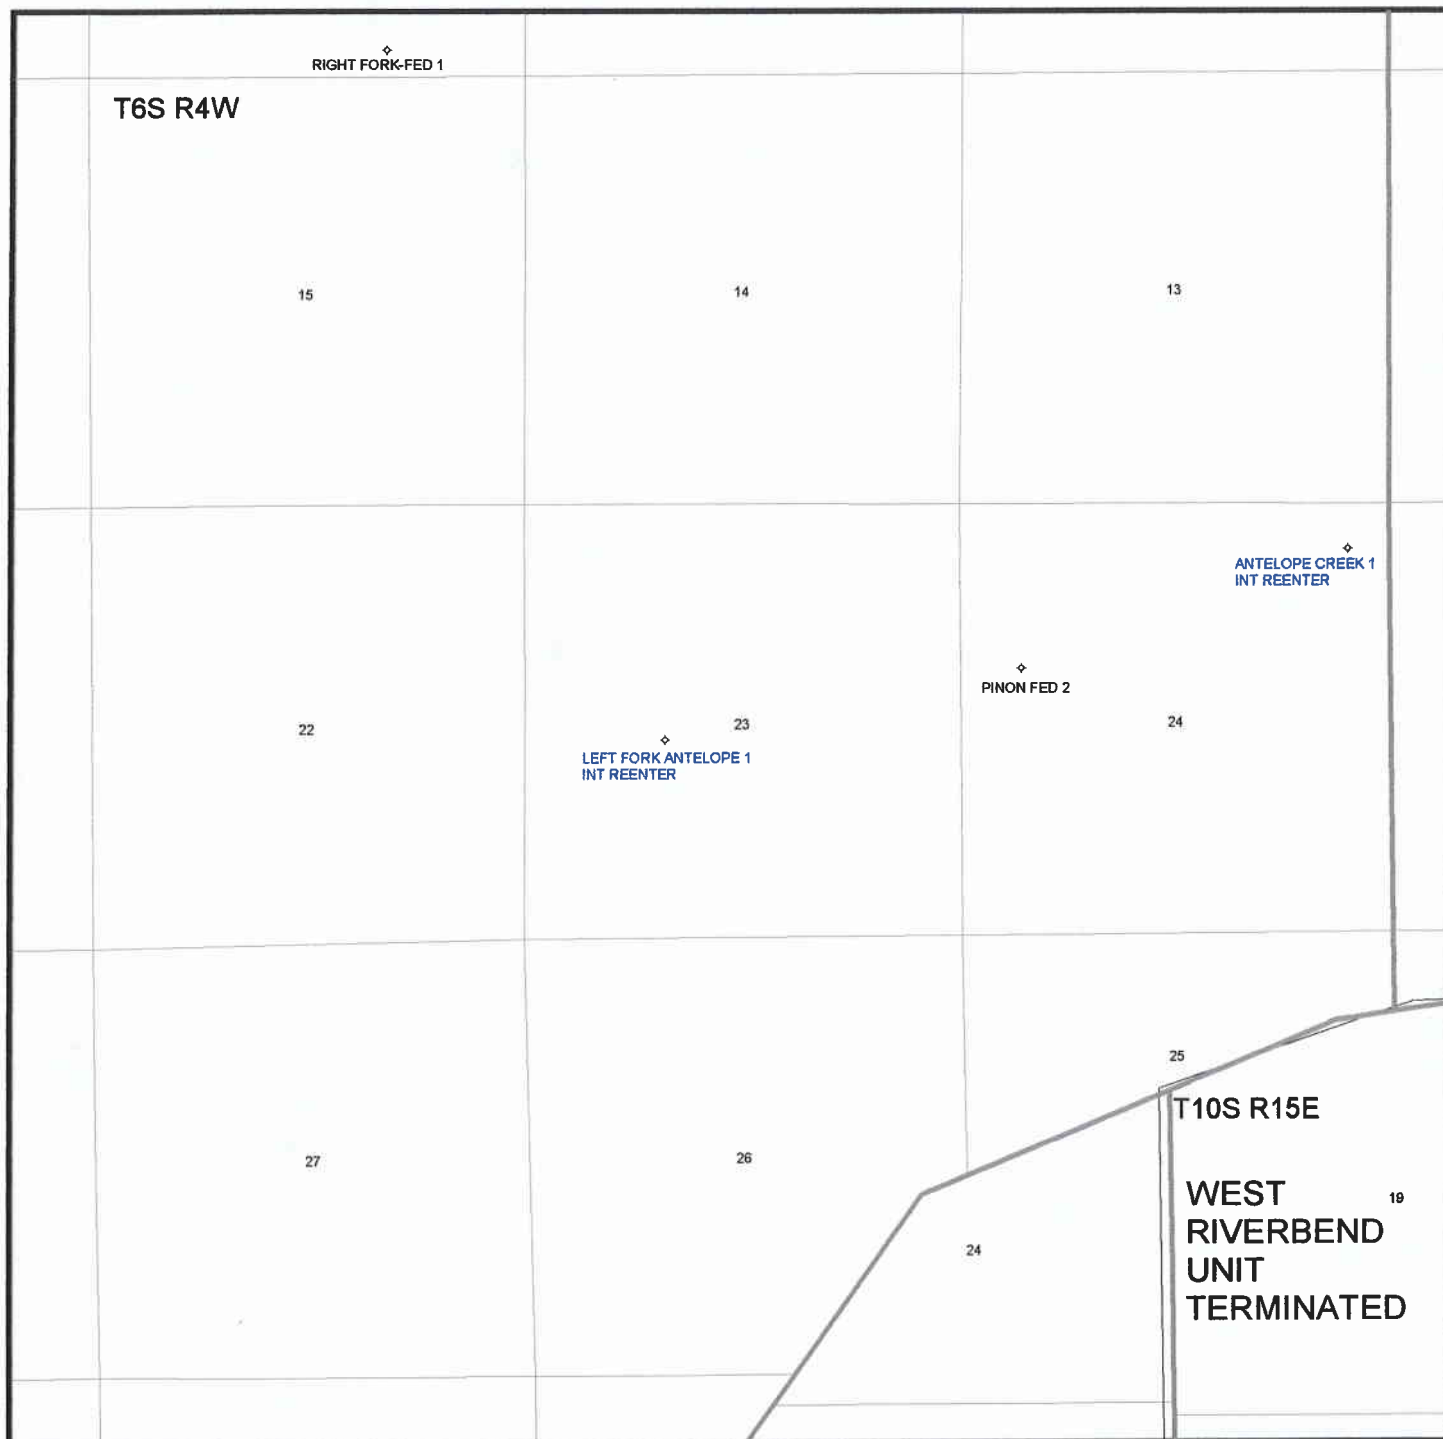 RIGHT FORK-FED 1
T6S R4W
15
14
13
ANTELOPE CREEK 1
INT REENTER
PINON FED 2
22
23
24
LEFT FORK ANTELOPE 1
INT REENTER
25
T10S R15E
27
26
WEST
RIVERBEND
UNIT
TERMINATED
19
24